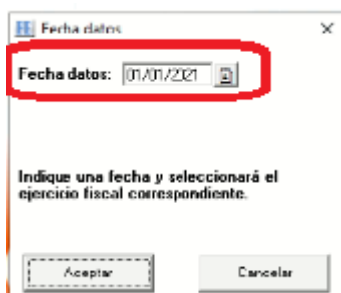 Fecha datos
Fecha datos: 01/01/2021
Indique una fecha y seleccionará el
ejercicio fiscal correspondiente.
Aceptar Cancelar